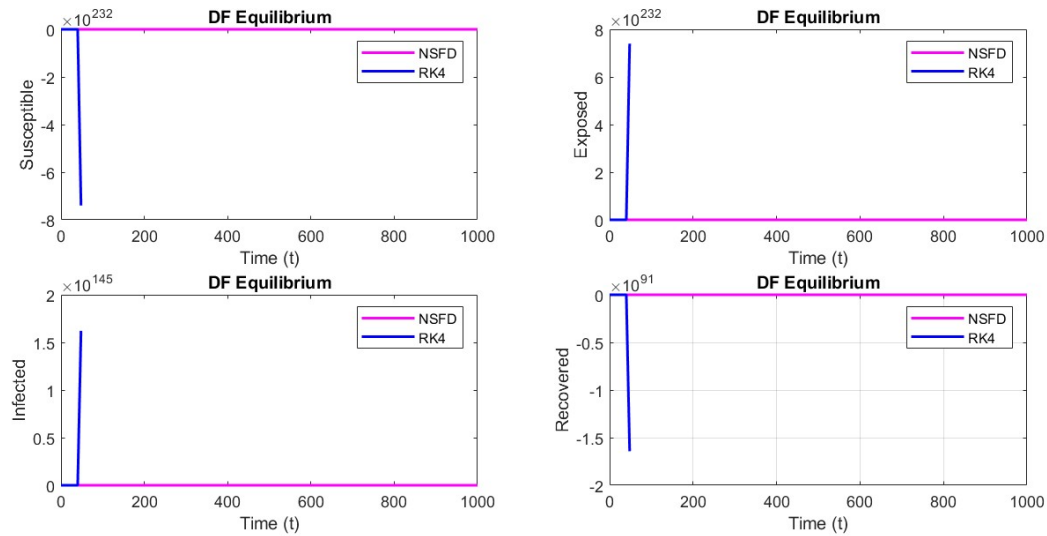 DF Equilibrium
×10^232
0
-2
-4
-6
-8
Susceptible
NSFD
RK4
0 200 400 600 800 1000
Time (t)
DF Equilibrium
×10^232
8
6
4
2
0
Exposed
NSFD
RK4
0 200 400 600 800 1000
Time (t)
DF Equilibrium
×10^145
2
1.5
1
0.5
0
Infected
NSFD
RK4
0 200 400 600 800 1000
Time (t)
DF Equilibrium
×10^91
0
-0.5
-1
-1.5
-2
Recovered
NSFD
RK4
0 200 400 600 800 1000
Time (t)